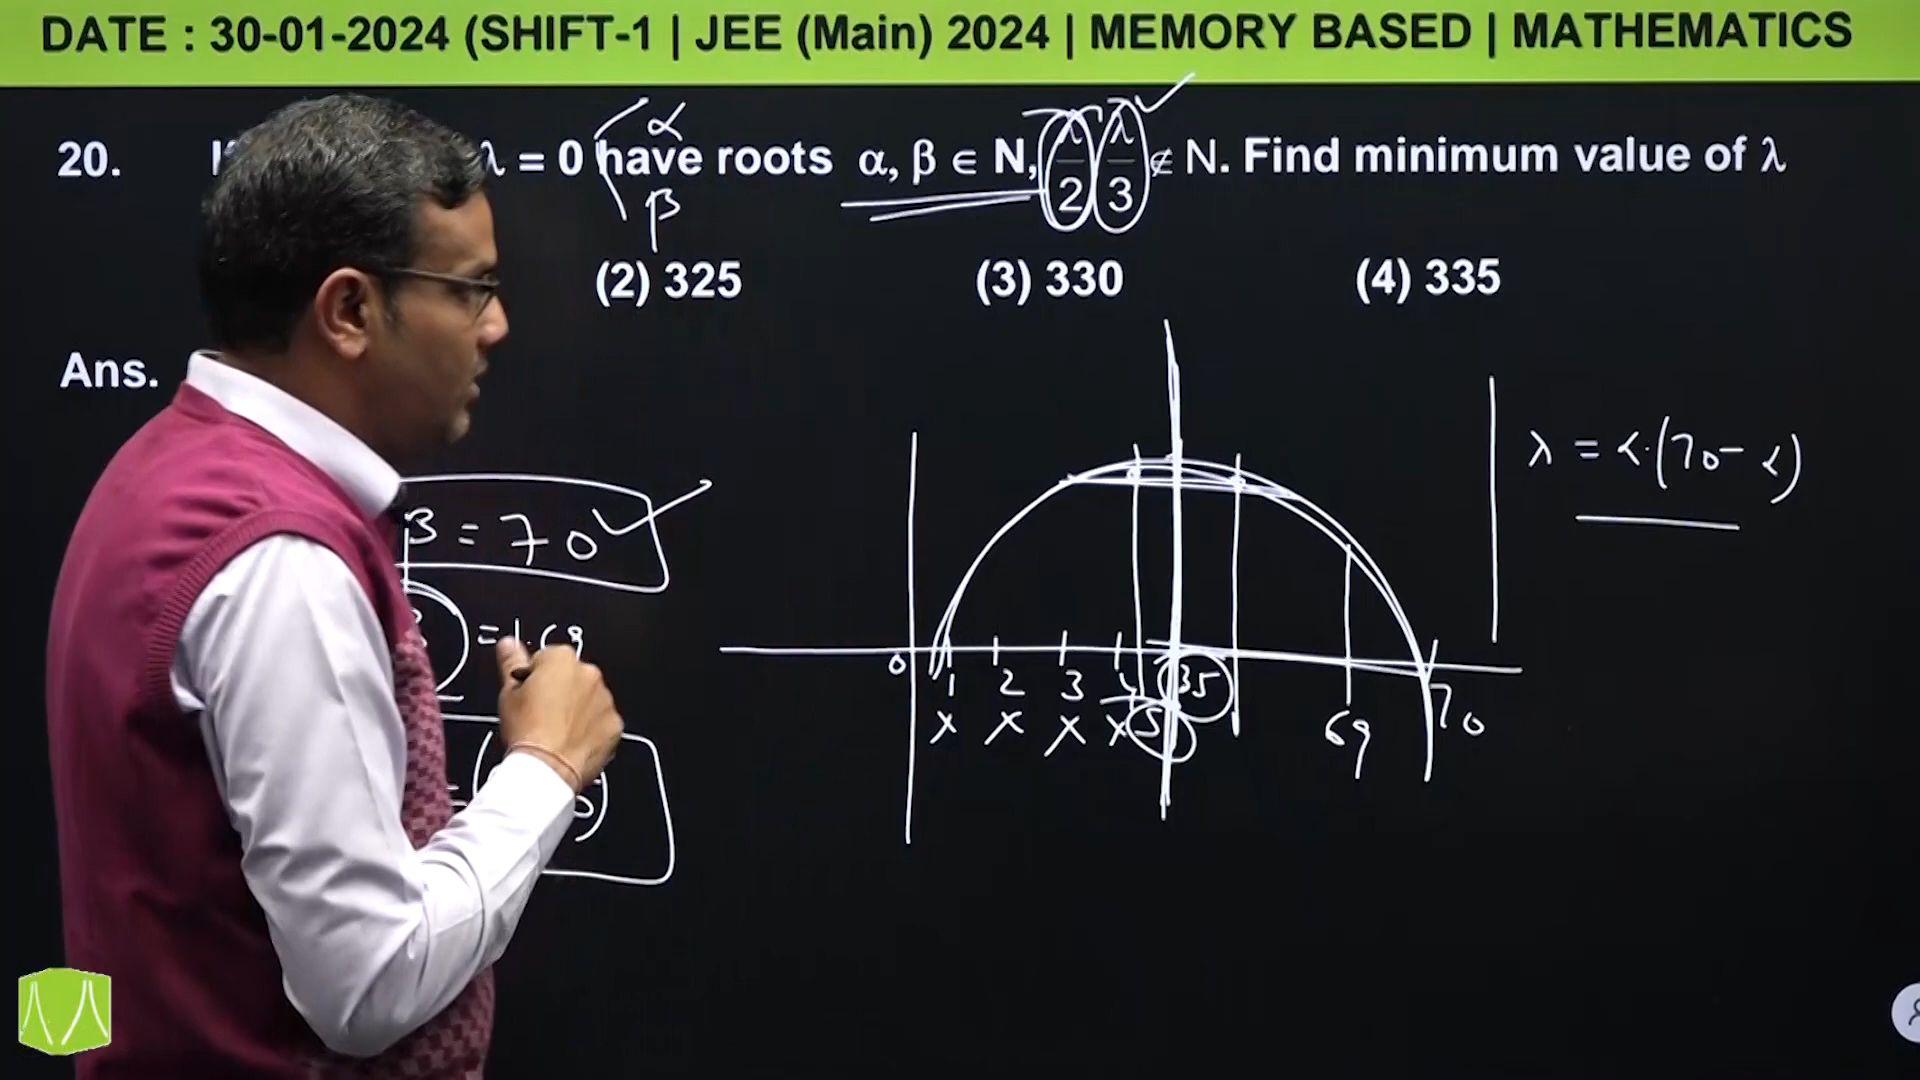 DATE : 30-01-2024 (SHIFT-1 | JEE (Main) 2024 | MEMORY BASED | MATHEMATICS
α
20. λ = 0 have roots α, β ∈ N, λ/2 λ/3 ∉ N. Find minimum value of λ
β
(2) 325 (3) 330 (4) 335
Ans.
λ = α·(70-α)
β = 70
= 1·69
0 1 2 3 4 35 70
x x x x 5 69